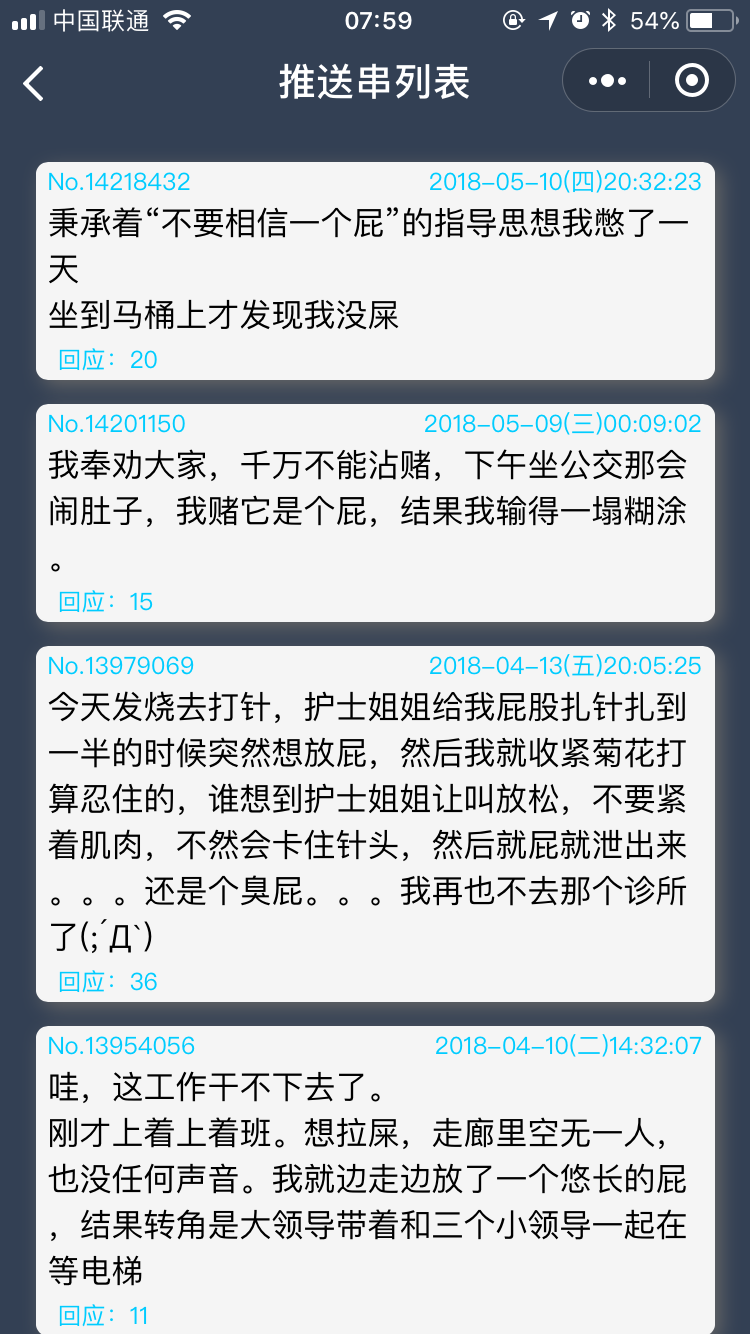 中国联通
07:59
54%
推送串列表
No.14218432
2018-05-10(四)20:32:23
秉承着“不要相信一个屁”的指导思想我憋了一
天
坐到马桶上才发现我没屎
回应：20
No.14201150
2018-05-09(三)00:09:02
我奉劝大家，千万不能沾赌，下午坐公交那会
闹肚子，我赌它是个屁，结果我输得一塌糊涂
。
回应：15
No.13979069
2018-04-13(五)20:05:25
今天发烧去打针，护士姐姐给我屁股扎针扎到
一半的时候突然想放屁，然后我就收紧菊花打
算忍住的，谁想到护士姐姐让叫放松，不要紧
着肌肉，不然会卡住针头，然后就屁就泄出来
。。。还是个臭屁。。。我再也不去那个诊所
了(;´Д`)
回应：36
No.13954056
2018-04-10(二)14:32:07
哇，这工作干不下去了。
刚才上着上着班。想拉屎，走廊里空无一人，
也没任何声音。我就边走边放了一个悠长的屁
，结果转角是大领导带着和三个小领导一起在
等电梯
回应：11